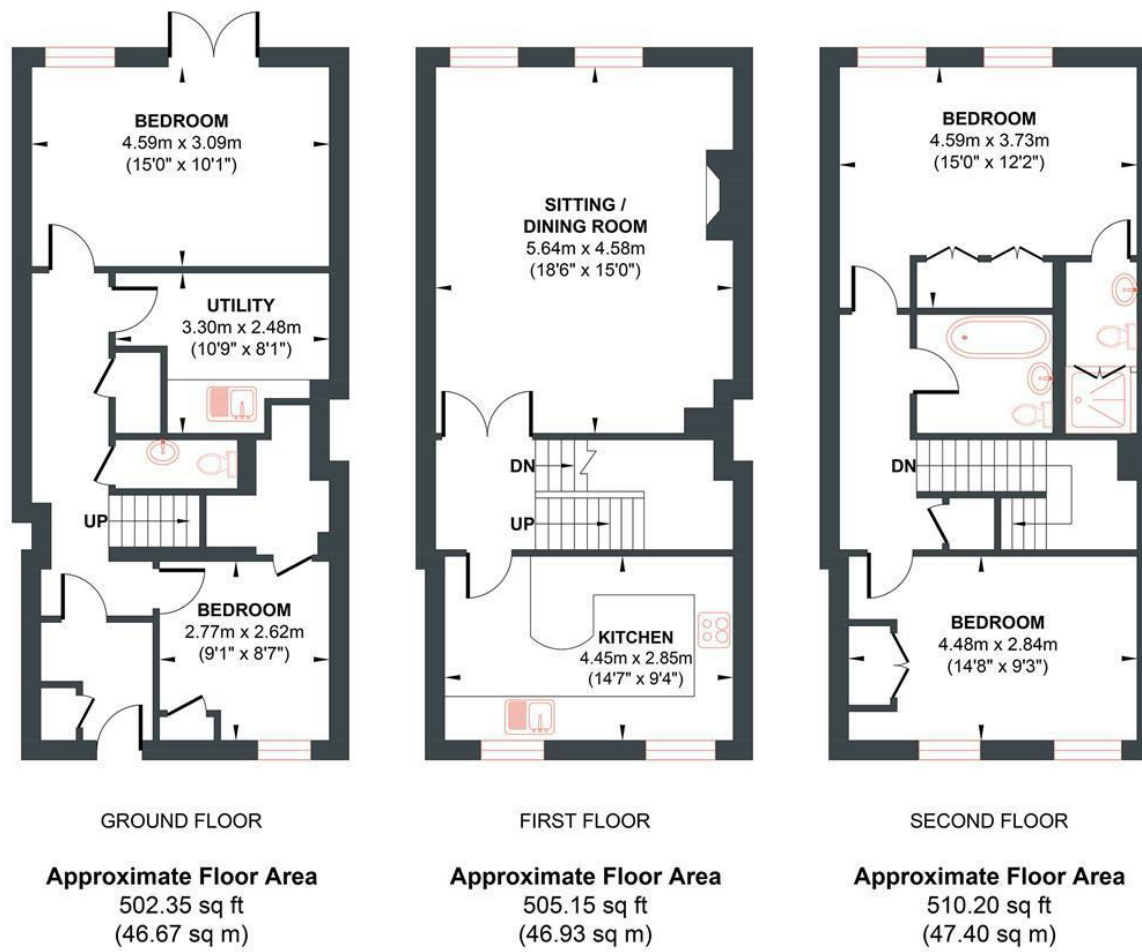 BEDROOM
4.59m x 3.09m
(15'0" x 10'1")
UTILITY
3.30m x 2.48m
(10'9" x 8'1")
UP
BEDROOM
2.77m x 2.62m
(9'1" x 8'7")
GROUND FLOOR
Approximate Floor Area
502.35 sq ft
(46.67 sq m)
SITTING /
DINING ROOM
5.64m x 4.58m
(18'6" x 15'0")
DN
UP
KITCHEN
4.45m x 2.85m
(14'7" x 9'4")
FIRST FLOOR
Approximate Floor Area
505.15 sq ft
(46.93 sq m)
BEDROOM
4.59m x 3.73m
(15'0" x 12'2")
DN
BEDROOM
4.48m x 2.84m
(14'8" x 9'3")
SECOND FLOOR
Approximate Floor Area
510.20 sq ft
(47.40 sq m)